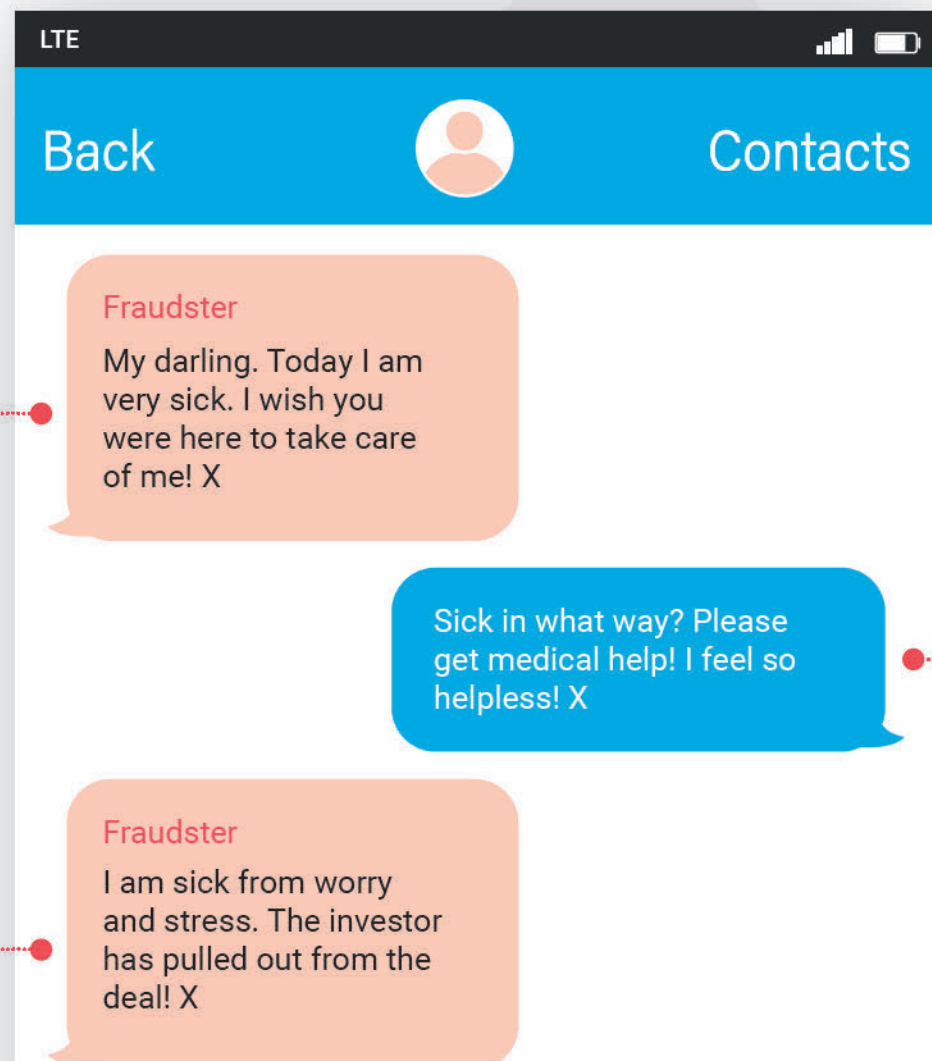 LTE
Back
Contacts
Fraudster
My darling. Today I am
very sick. I wish you
were here to take care
of me! X
Sick in what way? Please
get medical help! I feel so
helpless! X
Fraudster
I am sick from worry
and stress. The investor
has pulled out from the
deal! X